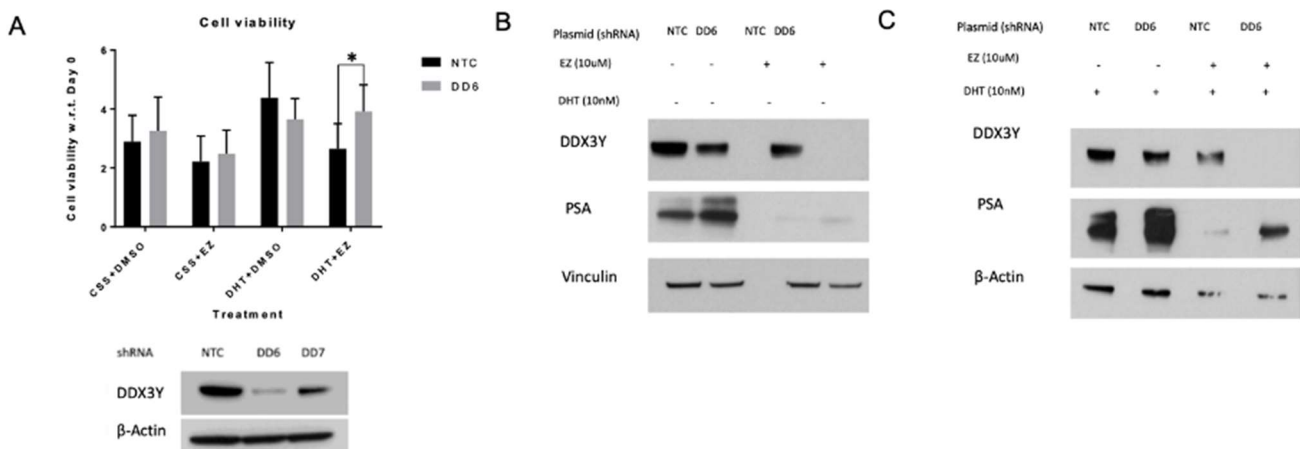 A
Cell viability
Cell viability w.r.t. Day 0
6
4
2
0
*
NTC
DD6
CSS+DMSO
CSS+EZ
DHT+DMSO
DHT+EZ
Treatment
shRNA NTC DD6 DD7
DDX3Y
β-Actin
B
Plasmid (shRNA) NTC DD6 NTC DD6
EZ (10uM) - - + +
DHT (10nM) - - - -
DDX3Y
PSA
Vinculin
C
Plasmid (shRNA) NTC DD6 NTC DD6
EZ (10uM) - - + +
DHT (10nM) + + + +
DDX3Y
PSA
β-Actin